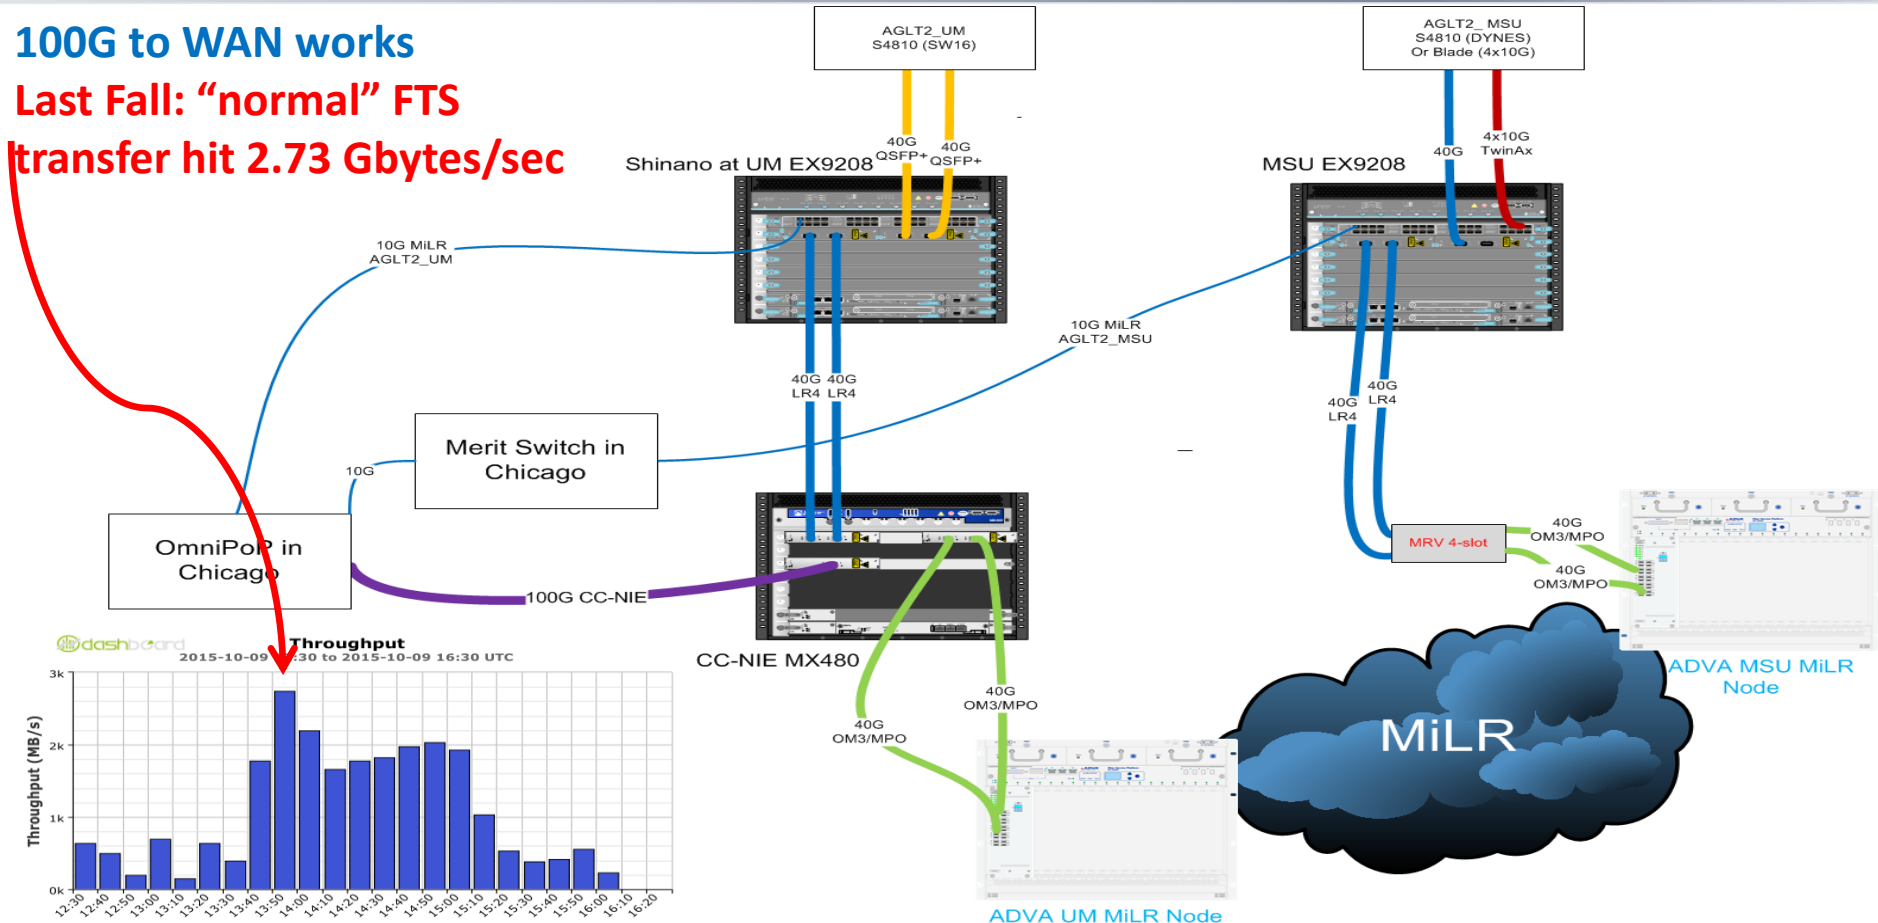 100G to WAN works
Last Fall: “normal” FTS
transfer hit 2.73 Gbytes/sec
AGLT2_UM
S4810 (SW16)
AGLT2_ MSU
S4810 (DYNES)
Or Blade (4x10G)
40G
QSFP+
40G
QSFP+
40G
4x10G
TwinAx
Shinano at UM EX9208
MSU EX9208
10G MiLR
AGLT2_UM
10G MiLR
AGLT2_MSU
40G
LR4
40G
LR4
40G
LR4
40G
LR4
Merit Switch in
Chicago
10G
OmniPoP in
Chicago
100G CC-NIE
MRV 4-slot
40G
OM3/MPO
40G
OM3/MPO
CC-NIE MX480
40G
OM3/MPO
40G
OM3/MPO
ADVA MSU MiLR
Node
MiLR
ADVA UM MiLR Node
dashboard
Throughput
2015-10-09 :30 to 2015-10-09 16:30 UTC
Throughput (MB/s)
3k
2k
1k
0k
12:30
12:40
12:50
13:00
13:10
13:20
13:30
13:40
13:50
14:00
14:10
14:20
14:30
14:40
14:50
15:00
15:10
15:20
15:30
15:40
15:50
16:00
16:10
16:20